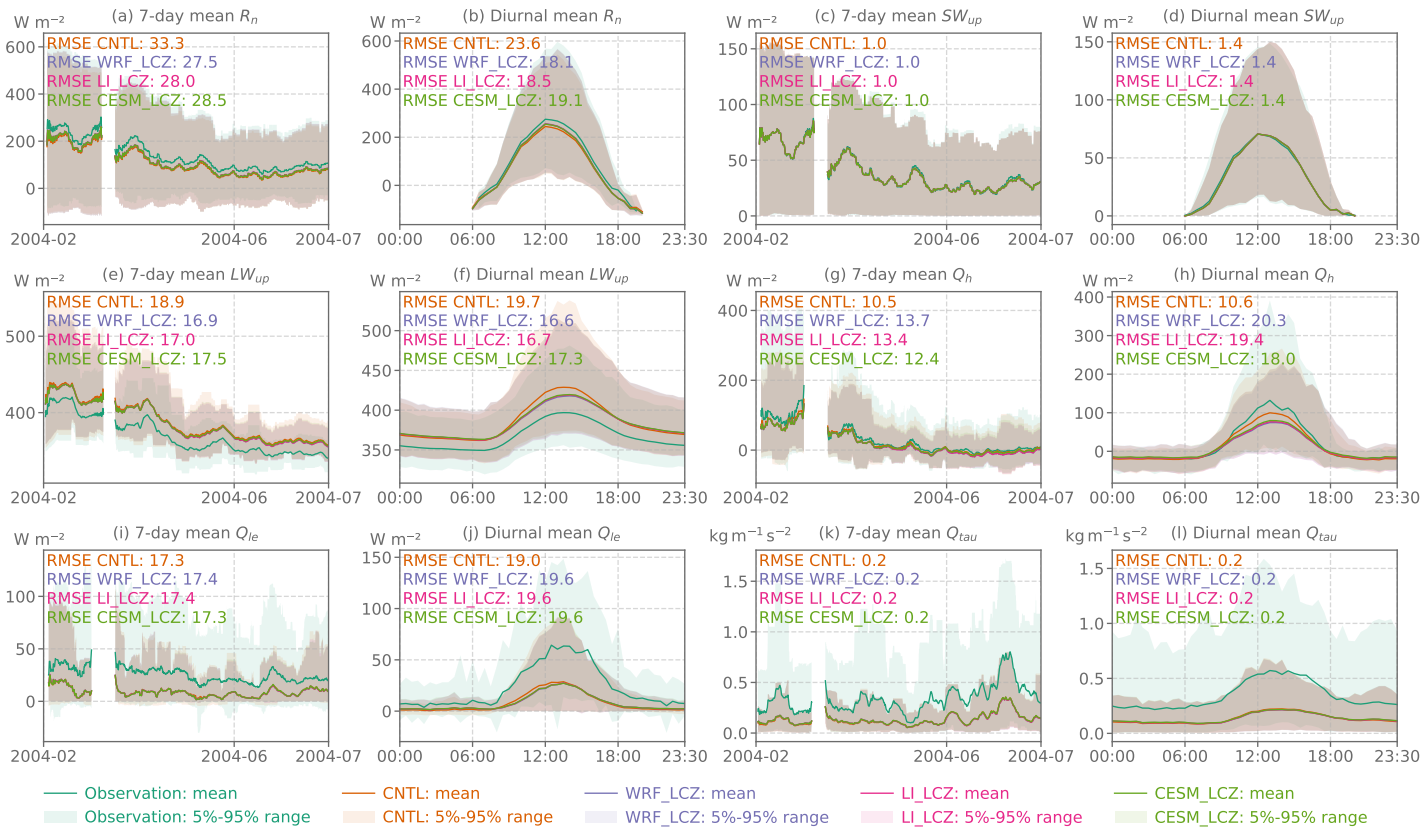 (a) 7-day mean Rn
W m−2
RMSE CNTL: 33.3
RMSE WRF_LCZ: 27.5
RMSE LI_LCZ: 28.0
RMSE CESM_LCZ: 28.5
600
400
200
0
2004-02
2004-06
2004-07
(b) Diurnal mean Rn
W m−2
RMSE CNTL: 23.6
RMSE WRF_LCZ: 18.1
RMSE LI_LCZ: 18.5
RMSE CESM_LCZ: 19.1
600
400
200
0
00:00
06:00
12:00
18:00
23:30
(c) 7-day mean SWup
W m−2
RMSE CNTL: 1.0
RMSE WRF_LCZ: 1.0
RMSE LI_LCZ: 1.0
RMSE CESM_LCZ: 1.0
150
100
50
0
2004-02
2004-06
2004-07
(d) Diurnal mean SWup
W m−2
RMSE CNTL: 1.4
RMSE WRF_LCZ: 1.4
RMSE LI_LCZ: 1.4
RMSE CESM_LCZ: 1.4
150
100
50
0
00:00
06:00
12:00
18:00
23:30
(e) 7-day mean LWup
W m−2
RMSE CNTL: 18.9
RMSE WRF_LCZ: 16.9
RMSE LI_LCZ: 17.0
RMSE CESM_LCZ: 17.5
500
400
2004-02
2004-06
2004-07
(f) Diurnal mean LWup
W m−2
RMSE CNTL: 19.7
RMSE WRF_LCZ: 16.6
RMSE LI_LCZ: 16.7
RMSE CESM_LCZ: 17.3
500
450
400
350
00:00
06:00
12:00
18:00
23:30
(g) 7-day mean Qh
W m−2
RMSE CNTL: 10.5
RMSE WRF_LCZ: 13.7
RMSE LI_LCZ: 13.4
RMSE CESM_LCZ: 12.4
400
200
0
2004-02
2004-06
2004-07
(h) Diurnal mean Qh
W m−2
RMSE CNTL: 10.6
RMSE WRF_LCZ: 20.3
RMSE LI_LCZ: 19.4
RMSE CESM_LCZ: 18.0
400
300
200
100
0
00:00
06:00
12:00
18:00
23:30
(i) 7-day mean Qle
W m−2
RMSE CNTL: 17.3
RMSE WRF_LCZ: 17.4
RMSE LI_LCZ: 17.4
RMSE CESM_LCZ: 17.3
100
50
0
2004-02
2004-06
2004-07
(j) Diurnal mean Qle
W m−2
RMSE CNTL: 19.0
RMSE WRF_LCZ: 19.6
RMSE LI_LCZ: 19.6
RMSE CESM_LCZ: 19.6
150
100
50
0
00:00
06:00
12:00
18:00
23:30
(k) 7-day mean Qtau
kg m−1 s−2
RMSE CNTL: 0.2
RMSE WRF_LCZ: 0.2
RMSE LI_LCZ: 0.2
RMSE CESM_LCZ: 0.2
1.5
1.0
0.5
0.0
2004-02
2004-06
2004-07
(l) Diurnal mean Qtau
kg m−1 s−2
RMSE CNTL: 0.2
RMSE WRF_LCZ: 0.2
RMSE LI_LCZ: 0.2
RMSE CESM_LCZ: 0.2
1.5
1.0
0.5
0.0
00:00
06:00
12:00
18:00
23:30
Observation: mean
CNTL: mean
WRF_LCZ: mean
LI_LCZ: mean
CESM_LCZ: mean
Observation: 5%-95% range
CNTL: 5%-95% range
WRF_LCZ: 5%-95% range
LI_LCZ: 5%-95% range
CESM_LCZ: 5%-95% range